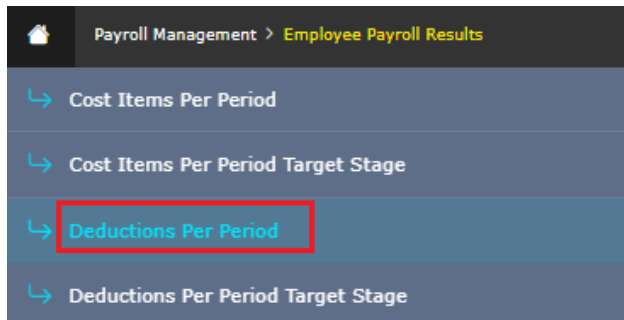 Payroll Management > Employee Payroll Results
Cost Items Per Period
Cost Items Per Period Target Stage
Deductions Per Period
Deductions Per Period Target Stage